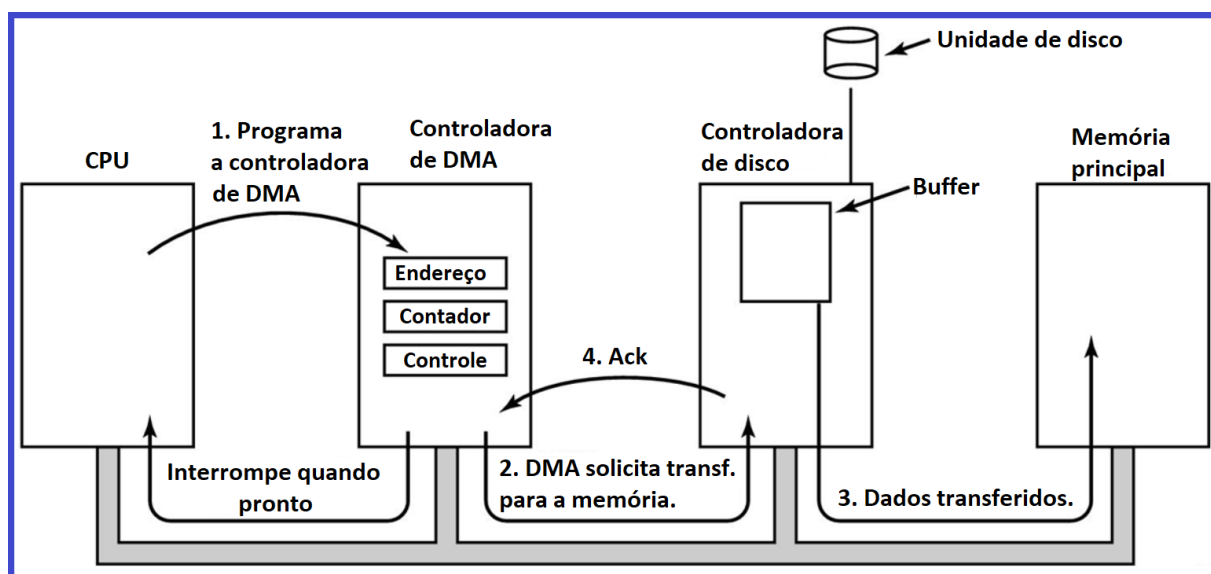 Unidade de disco
1. Programa
a controladora
de DMA
CPU
Controladora
de DMA
Controladora
de disco
Memória
principal
Buffer
Endereço
Contador
Controle
4. Ack
Interrompe quando
pronto
2. DMA solicita transf.
para a memória.
3. Dados transferidos.